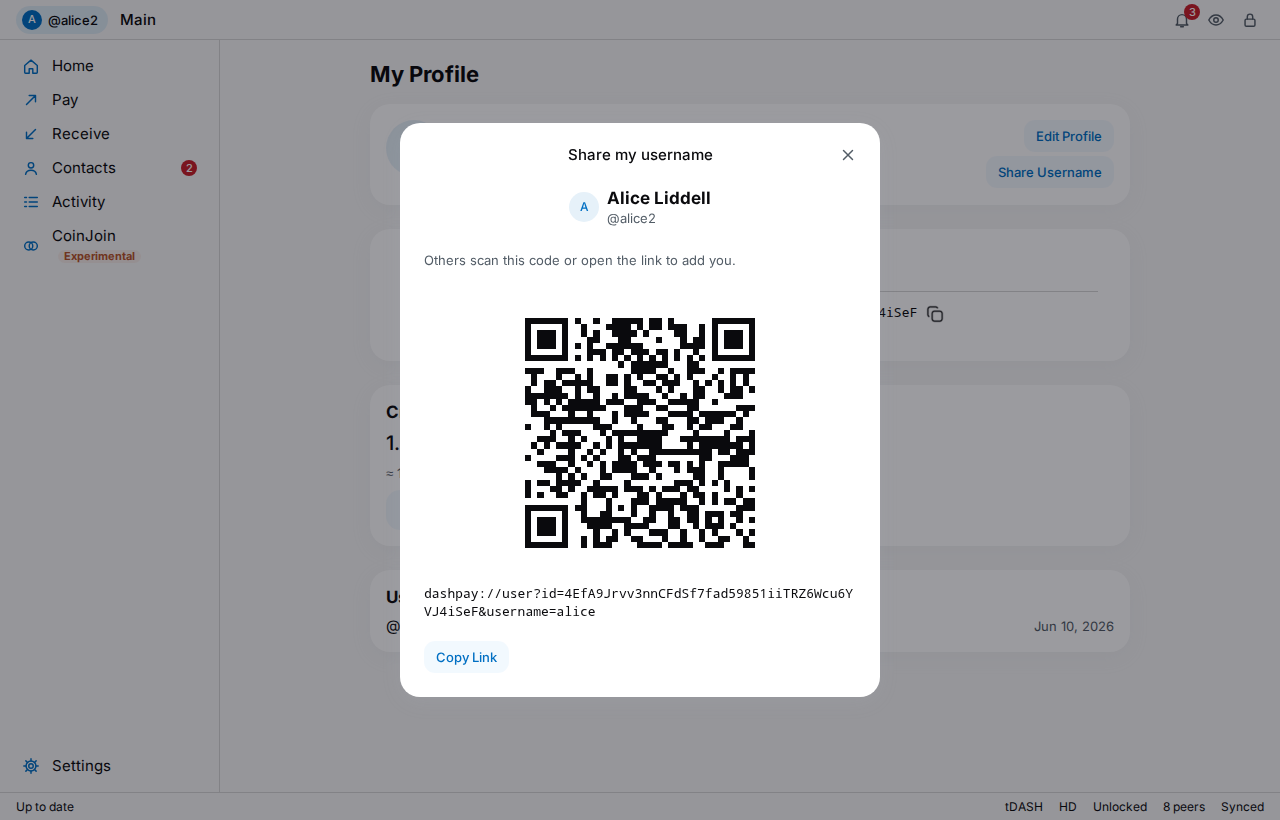 A @alice2 Main 3
Home
Pay
Receive
Contacts 2
Activity
CoinJoin
Experimental
Settings
My Profile
Edit Profile
Share Username
4iSeF
1.
≈
Jun 10, 2026
Share my username
A Alice Liddell
@alice2
Others scan this code or open the link to add you.
dashpay://user?id=4EfA9Jrvv3nnCFdSf7fad59851iiTRZ6Wcu6Y
VJ4iSeF&username=alice
Copy Link
Up to date tDASH HD Unlocked 8 peers Synced